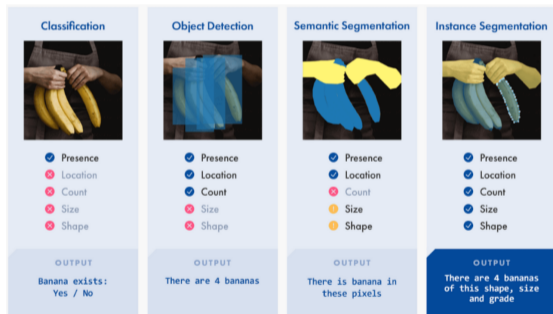 Classification
Presence
Location
Count
Size
Shape
OUTPUT
Banana exists:
Yes / No
Object Detection
Presence
Location
Count
Size
Shape
OUTPUT
There are 4 bananas
Semantic Segmentation
Presence
Location
Count
Size
Shape
OUTPUT
There is banana in
these pixels
Instance Segmentation
Presence
Location
Count
Size
Shape
OUTPUT
There are 4 bananas
of this shape, size
and grade